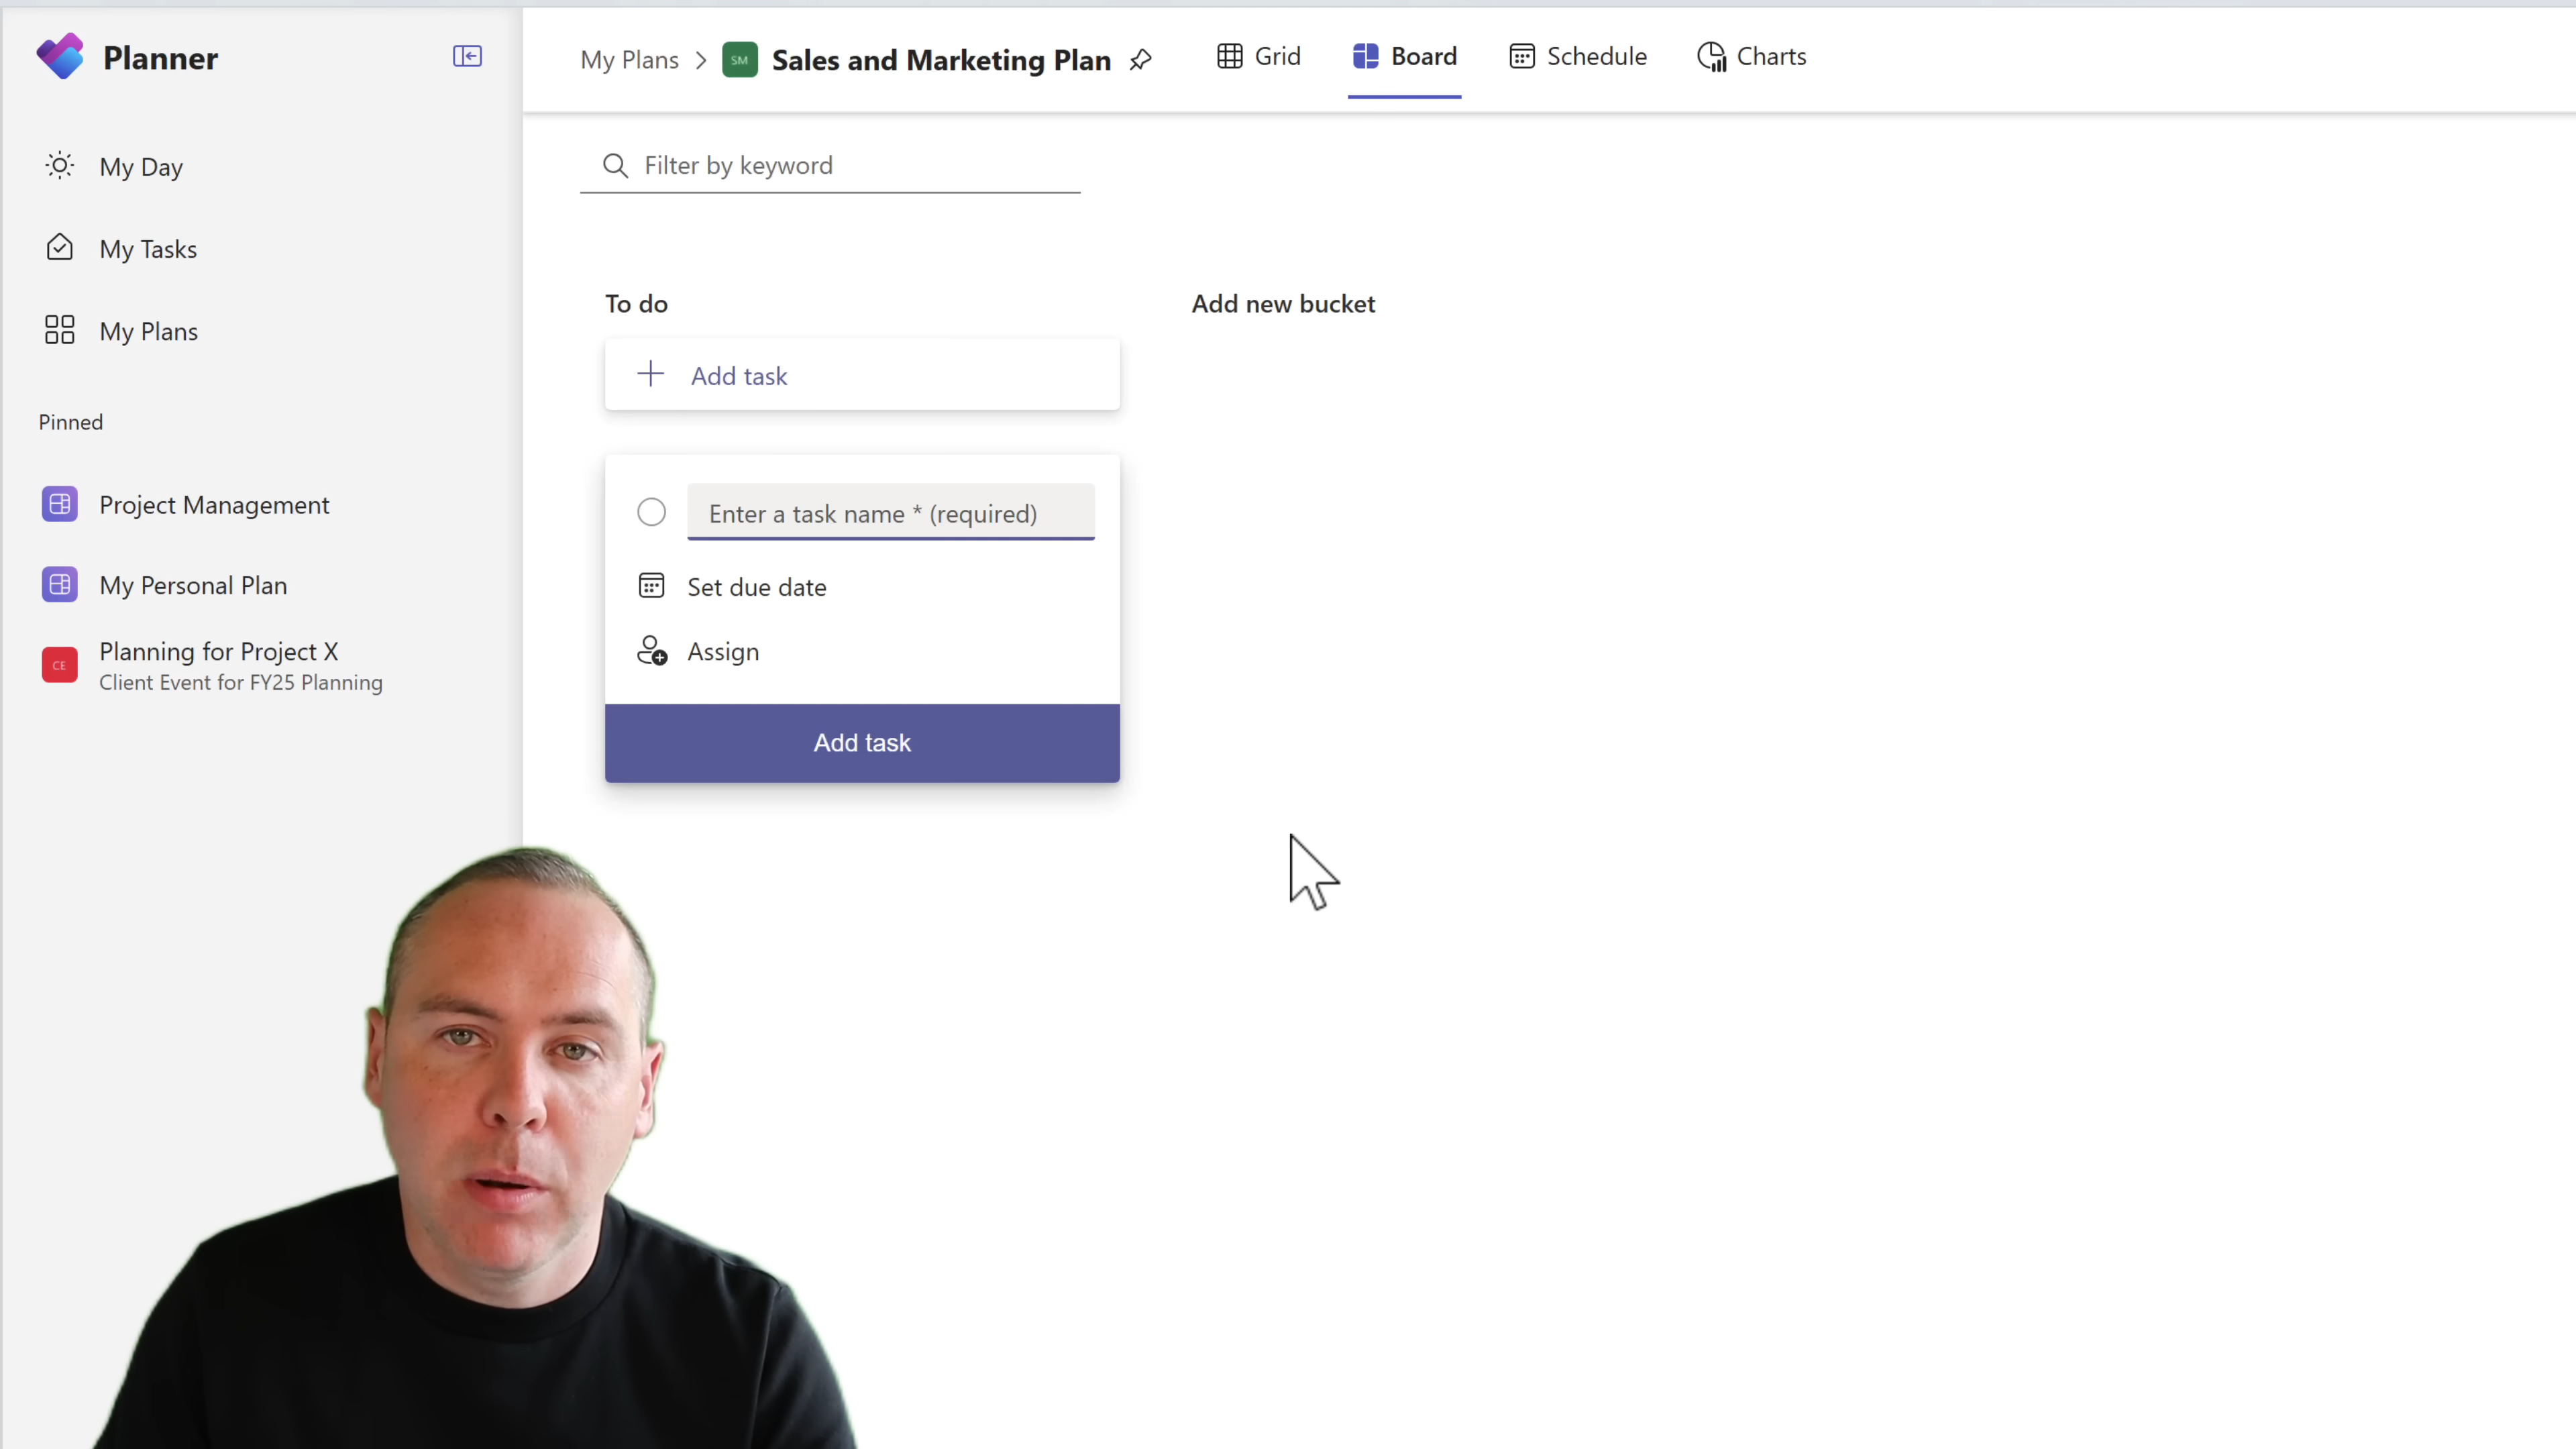 Planner
My Day
My Tasks
My Plans
Pinned
Project Management
My Personal Plan
CE
Planning for Project X
Client Event for FY25 Planning
My Plans > SM Sales and Marketing Plan
Grid
Board
Schedule
Charts
Filter by keyword
To do
Add new bucket
Add task
Enter a task name * (required)
Set due date
Assign
Add task